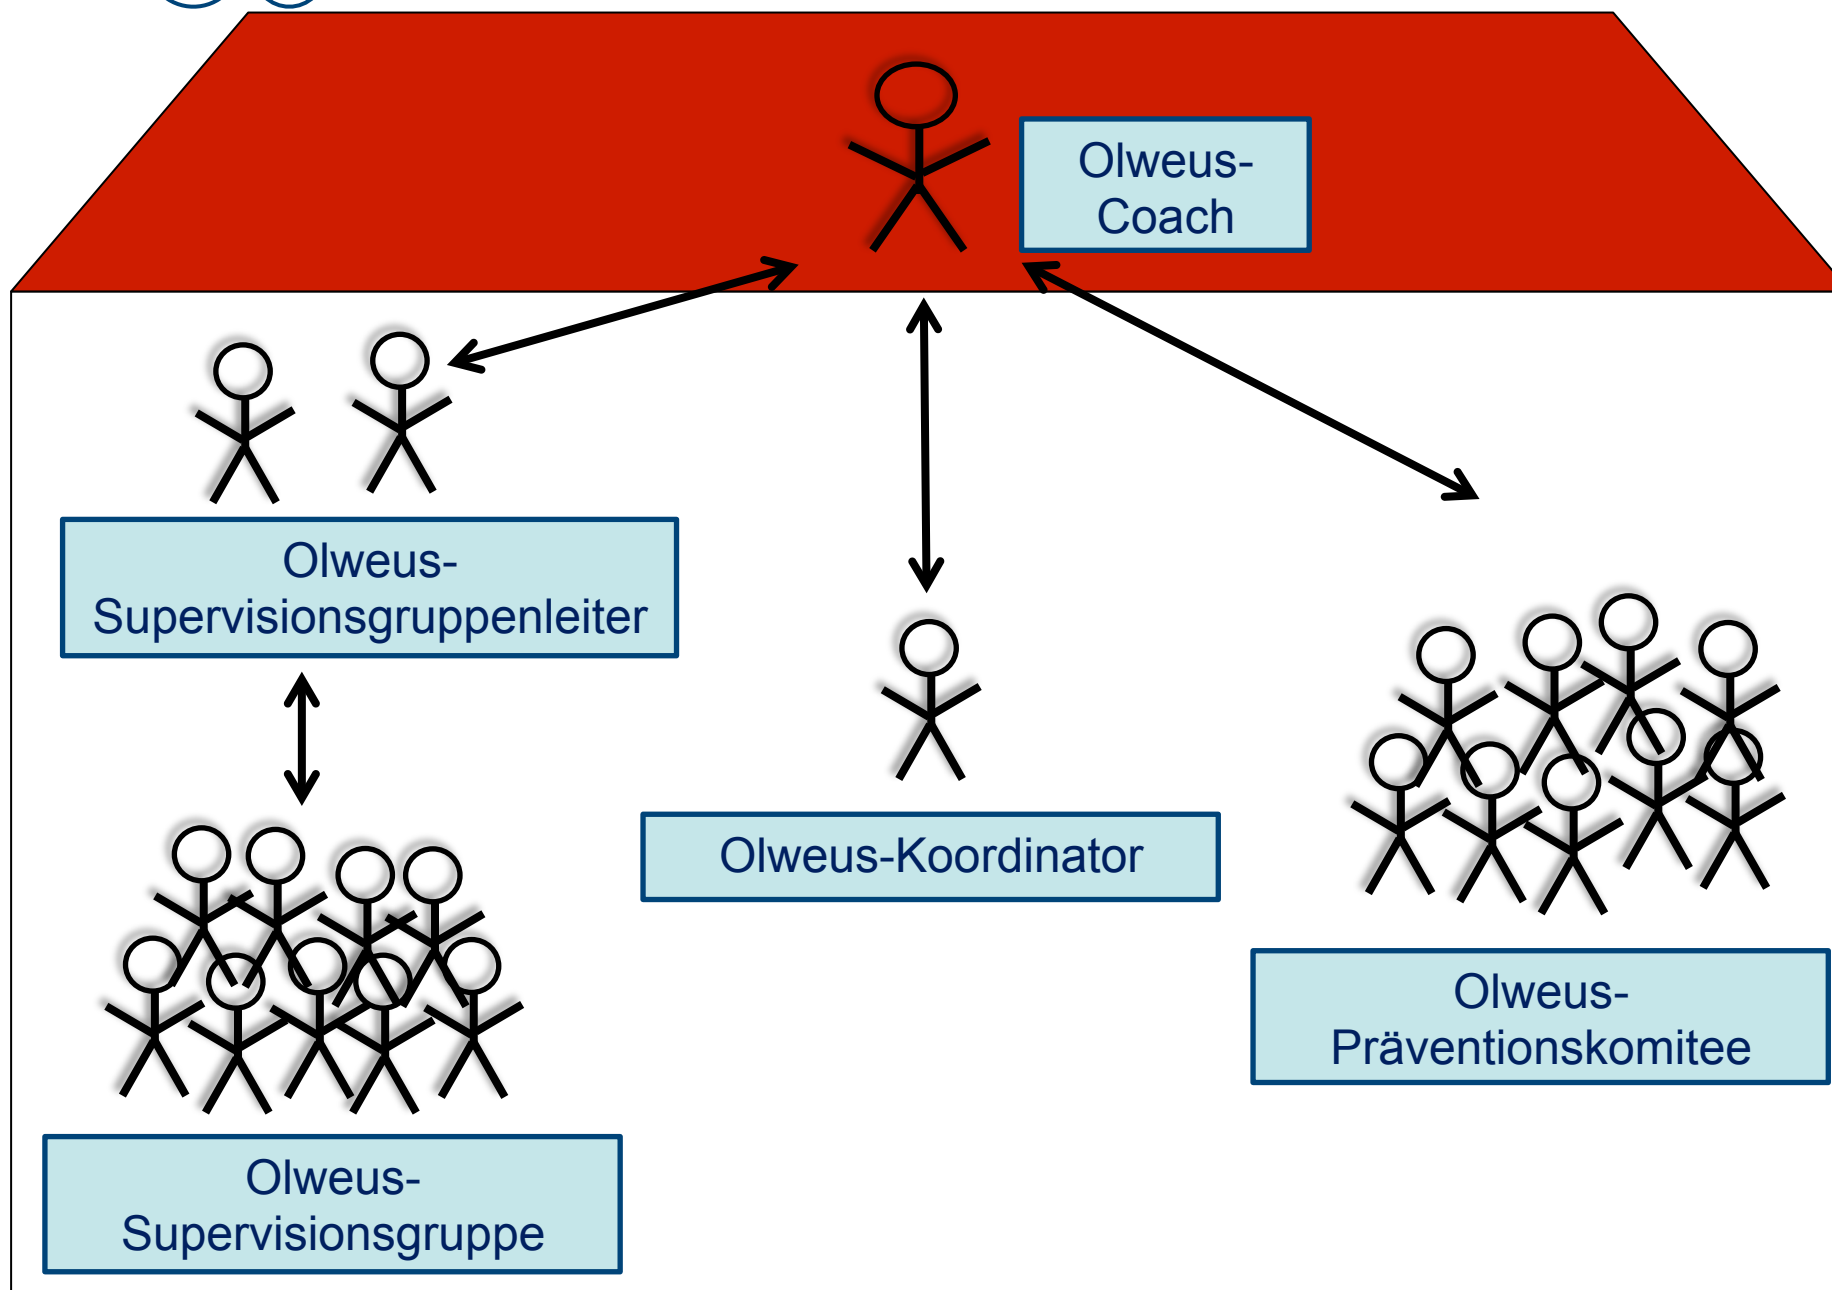 Olweus-
Coach
Olweus-
Supervisionsgruppenleiter
Olweus-Koordinator
Olweus-
Präventionskomitee
Olweus-
Supervisionsgruppe